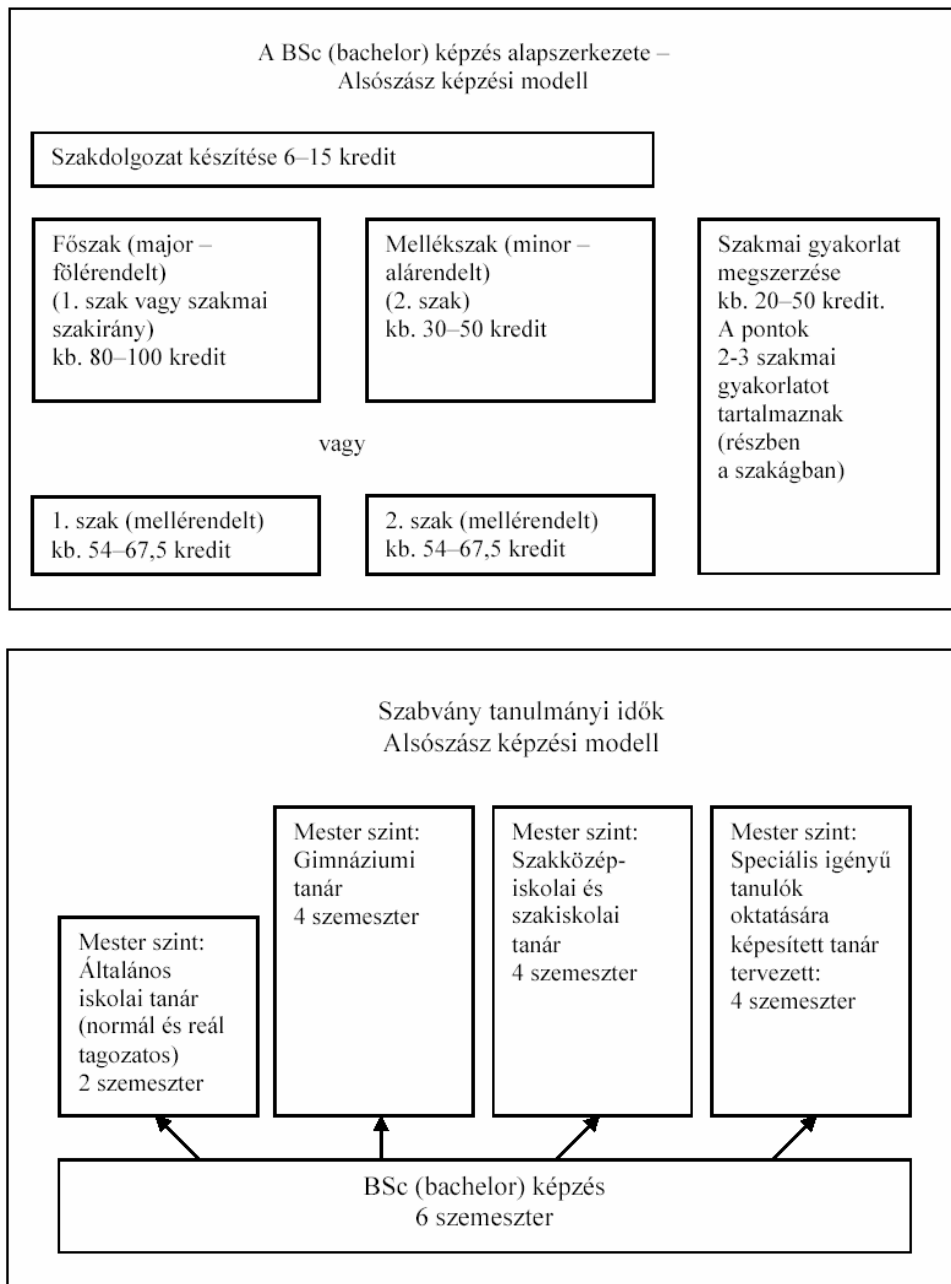 A BSc (bachelor) képzés alapszerkezete –
Alsószász képzési modell
Szakdolgozat készítése 6–15 kredit
Főszak (major –
fölérendelt)
(1. szak vagy szakmai
szakirány)
kb. 80–100 kredit
Mellékszak (minor –
alárendelt)
(2. szak)
kb. 30–50 kredit
Szakmai gyakorlat
megszerzése
kb. 20–50 kredit.
A pontok
2-3 szakmai
gyakorlatot
tartalmaznak
(részben
a szakágban)
vagy
1. szak (mellérendelt)
kb. 54–67,5 kredit
2. szak (mellérendelt)
kb. 54–67,5 kredit
Szabvány tanulmányi idők
Alsószász képzési modell
Mester szint:
Általános
iskolai tanár
(normál és reál
tagozatos)
2 szemeszter
Mester szint:
Gimnáziumi
tanár
4 szemeszter
Mester szint:
Szakközép-
iskolai és
szakiskolai
tanár
4 szemeszter
Mester szint:
Speciális igényű
tanulók
oktatására
képesített tanár
tervezett:
4 szemeszter
BSc (bachelor) képzés
6 szemeszter